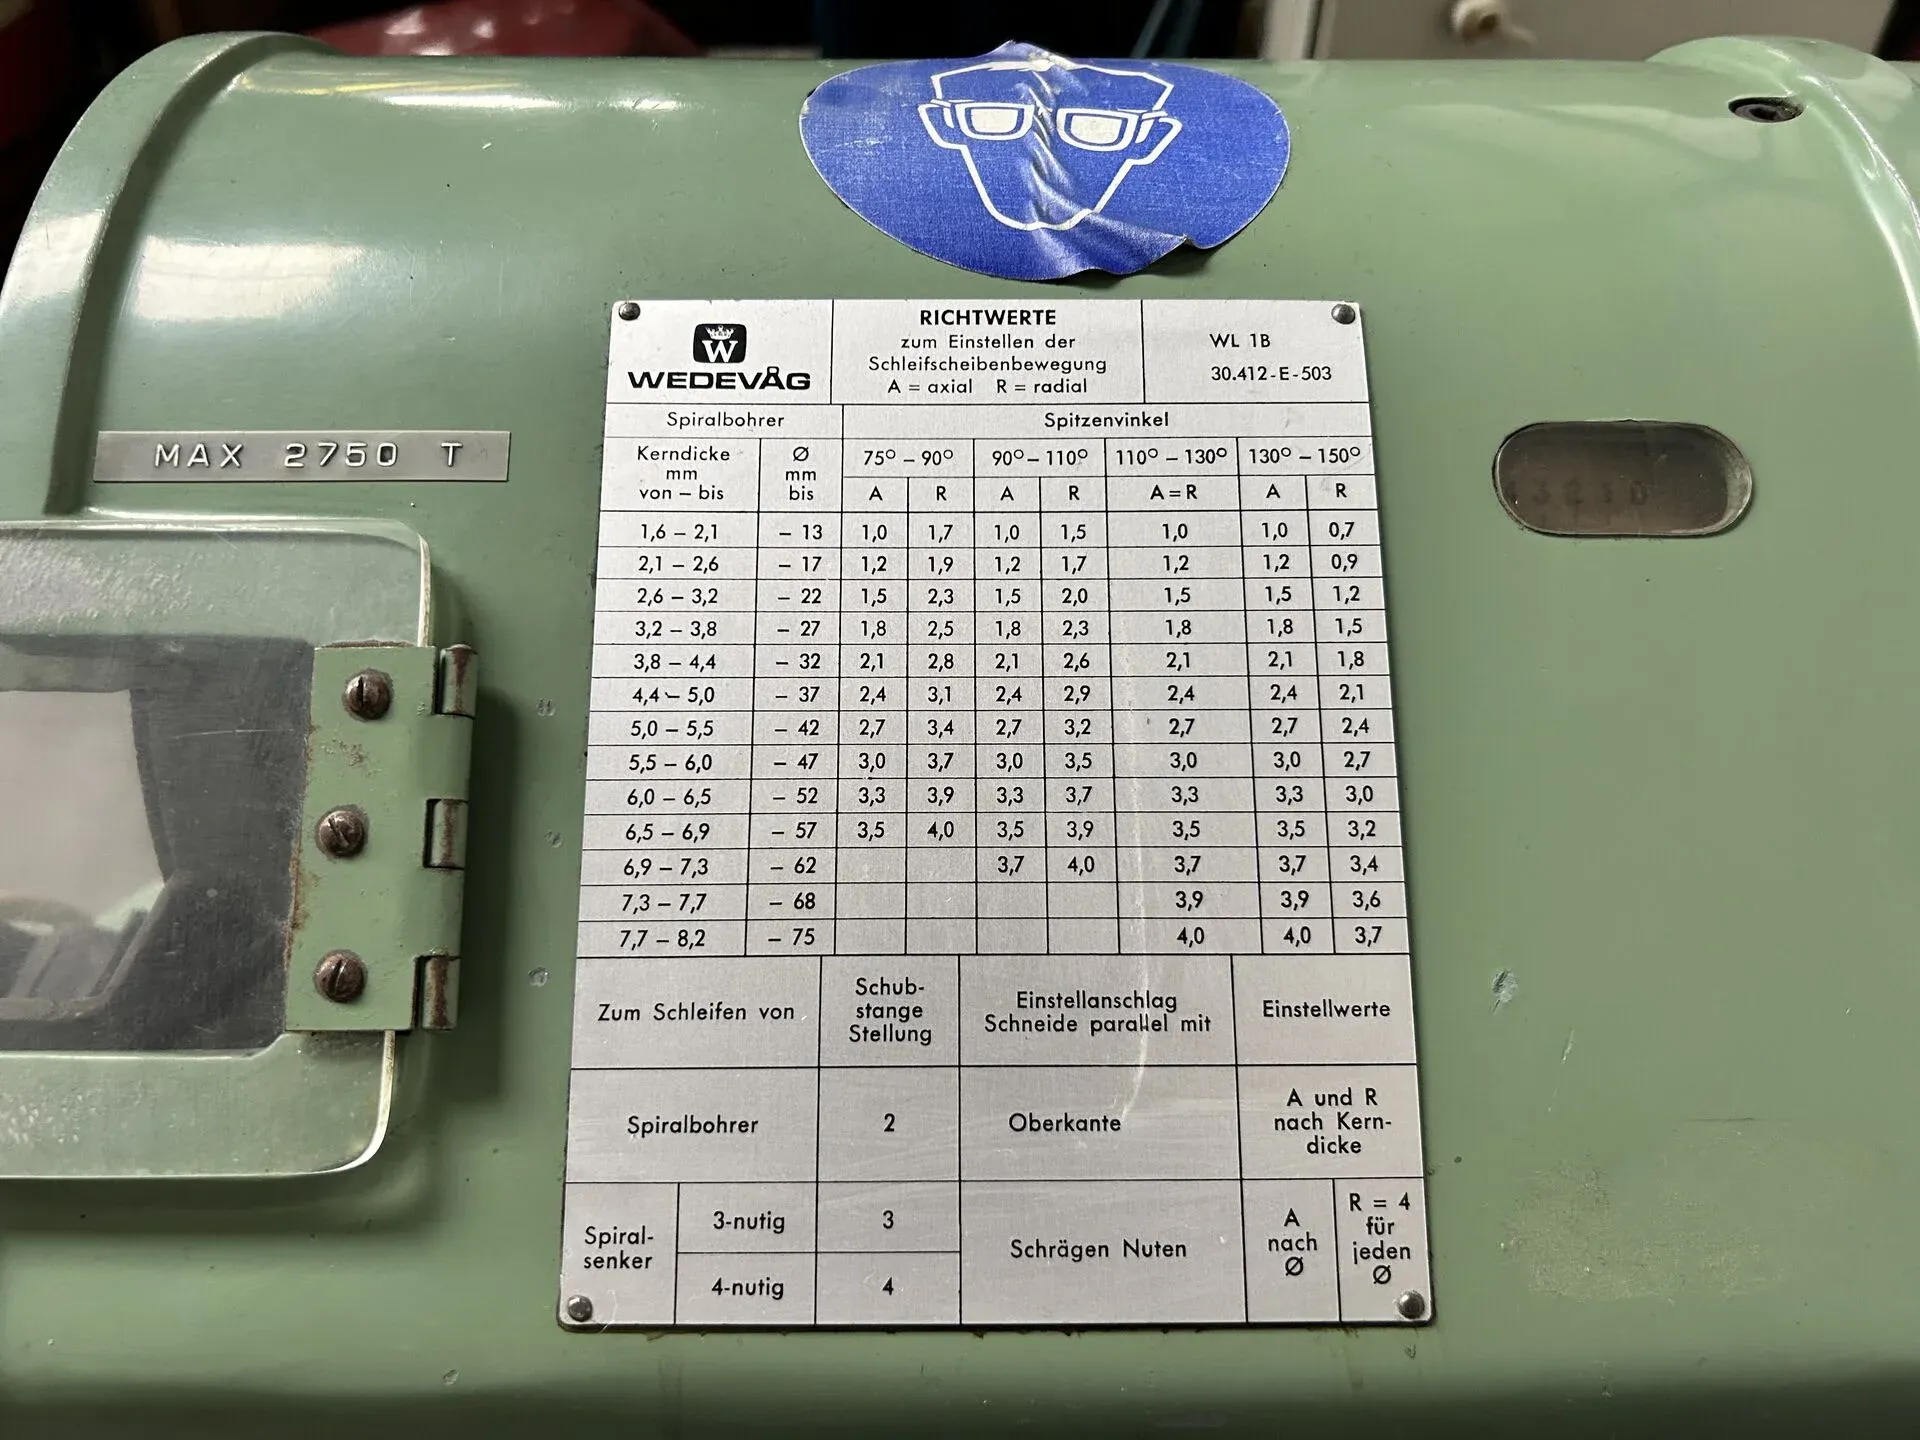 W
WEDEVÅG
RICHTWERTE
zum Einstellen der
Schleifscheibenbewegung
A = axial R = radial
WL 1B
30.412-E-503
MAX 2750 T
Spiralbohrer
Spitzenvinkel
Kerndicke
mm
von – bis
Ø
mm
bis
75° – 90° 90° – 110° 110° – 130° 130° – 150°
A R A R A = R A R
1,6 – 2,1 – 13 1,0 1,7 1,0 1,5 1,0 1,0 0,7
2,1 – 2,6 – 17 1,2 1,9 1,2 1,7 1,2 1,2 0,9
2,6 – 3,2 – 22 1,5 2,3 1,5 2,0 1,5 1,5 1,2
3,2 – 3,8 – 27 1,8 2,5 1,8 2,3 1,8 1,8 1,5
3,8 – 4,4 – 32 2,1 2,8 2,1 2,6 2,1 2,1 1,8
4,4 – 5,0 – 37 2,4 3,1 2,4 2,9 2,4 2,4 2,1
5,0 – 5,5 – 42 2,7 3,4 2,7 3,2 2,7 2,7 2,4
5,5 – 6,0 – 47 3,0 3,7 3,0 3,5 3,0 3,0 2,7
6,0 – 6,5 – 52 3,3 3,9 3,3 3,7 3,3 3,3 3,0
6,5 – 6,9 – 57 3,5 4,0 3,5 3,9 3,5 3,5 3,2
6,9 – 7,3 – 62 3,7 4,0 3,7 3,7 3,4
7,3 – 7,7 – 68 3,9 3,9 3,6
7,7 – 8,2 – 75 4,0 4,0 3,7
Zum Schleifen von
Schub-
stange
Stellung
Einstellanschlag
Schneide parallel mit
Einstellwerte
Spiralbohrer
2
Oberkante
A und R
nach Kern-
dicke
Spiral-
senker
3-nutig
3
4-nutig
4
Schrägen Nuten
A
nach
Ø
R = 4
für
jeden
Ø